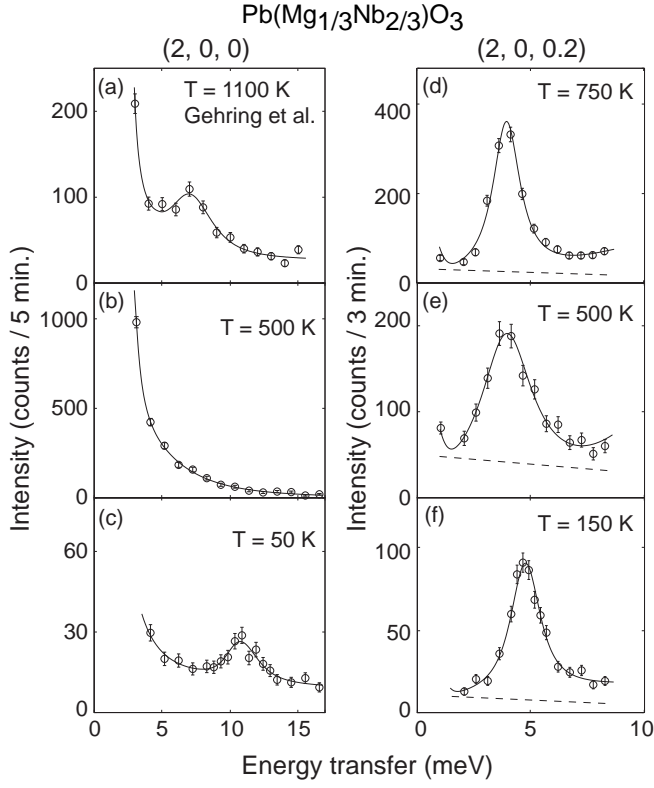 Pb(Mg1/3Nb2/3)O3
(2, 0, 0)
(2, 0, 0.2)
(a)
T = 1100 K
Gehring et al.
200
100
0
(b)
T = 500 K
1000
500
0
(c)
T = 50 K
60
30
0
0
5
10
15
Intensity (counts / 5 min.)
(d)
T = 750 K
400
200
0
(e)
T = 500 K
200
100
0
(f)
T = 150 K
100
50
0
0
5
10
Intensity (counts / 3 min.)
Energy transfer (meV)